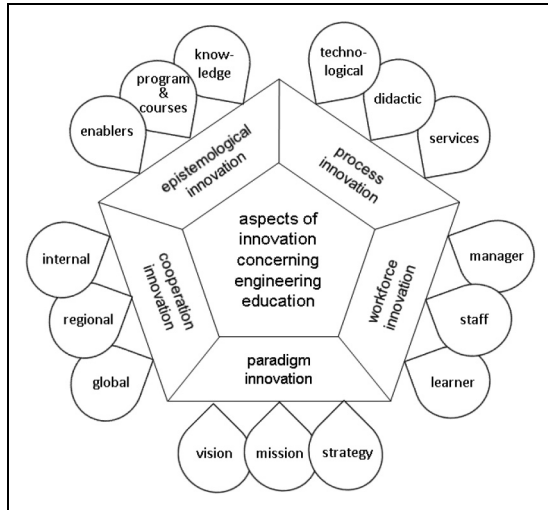 know-
ledge
program
&
courses
enablers
techno-
logical
didactic
services
epistemological
innovation
process
innovation
aspects of
innovation
concerning
engineering
education
internal
regional
global
cooperation
innovation
workforce
innovation
manager
staff
learner
paradigm
innovation
vision
mission
strategy